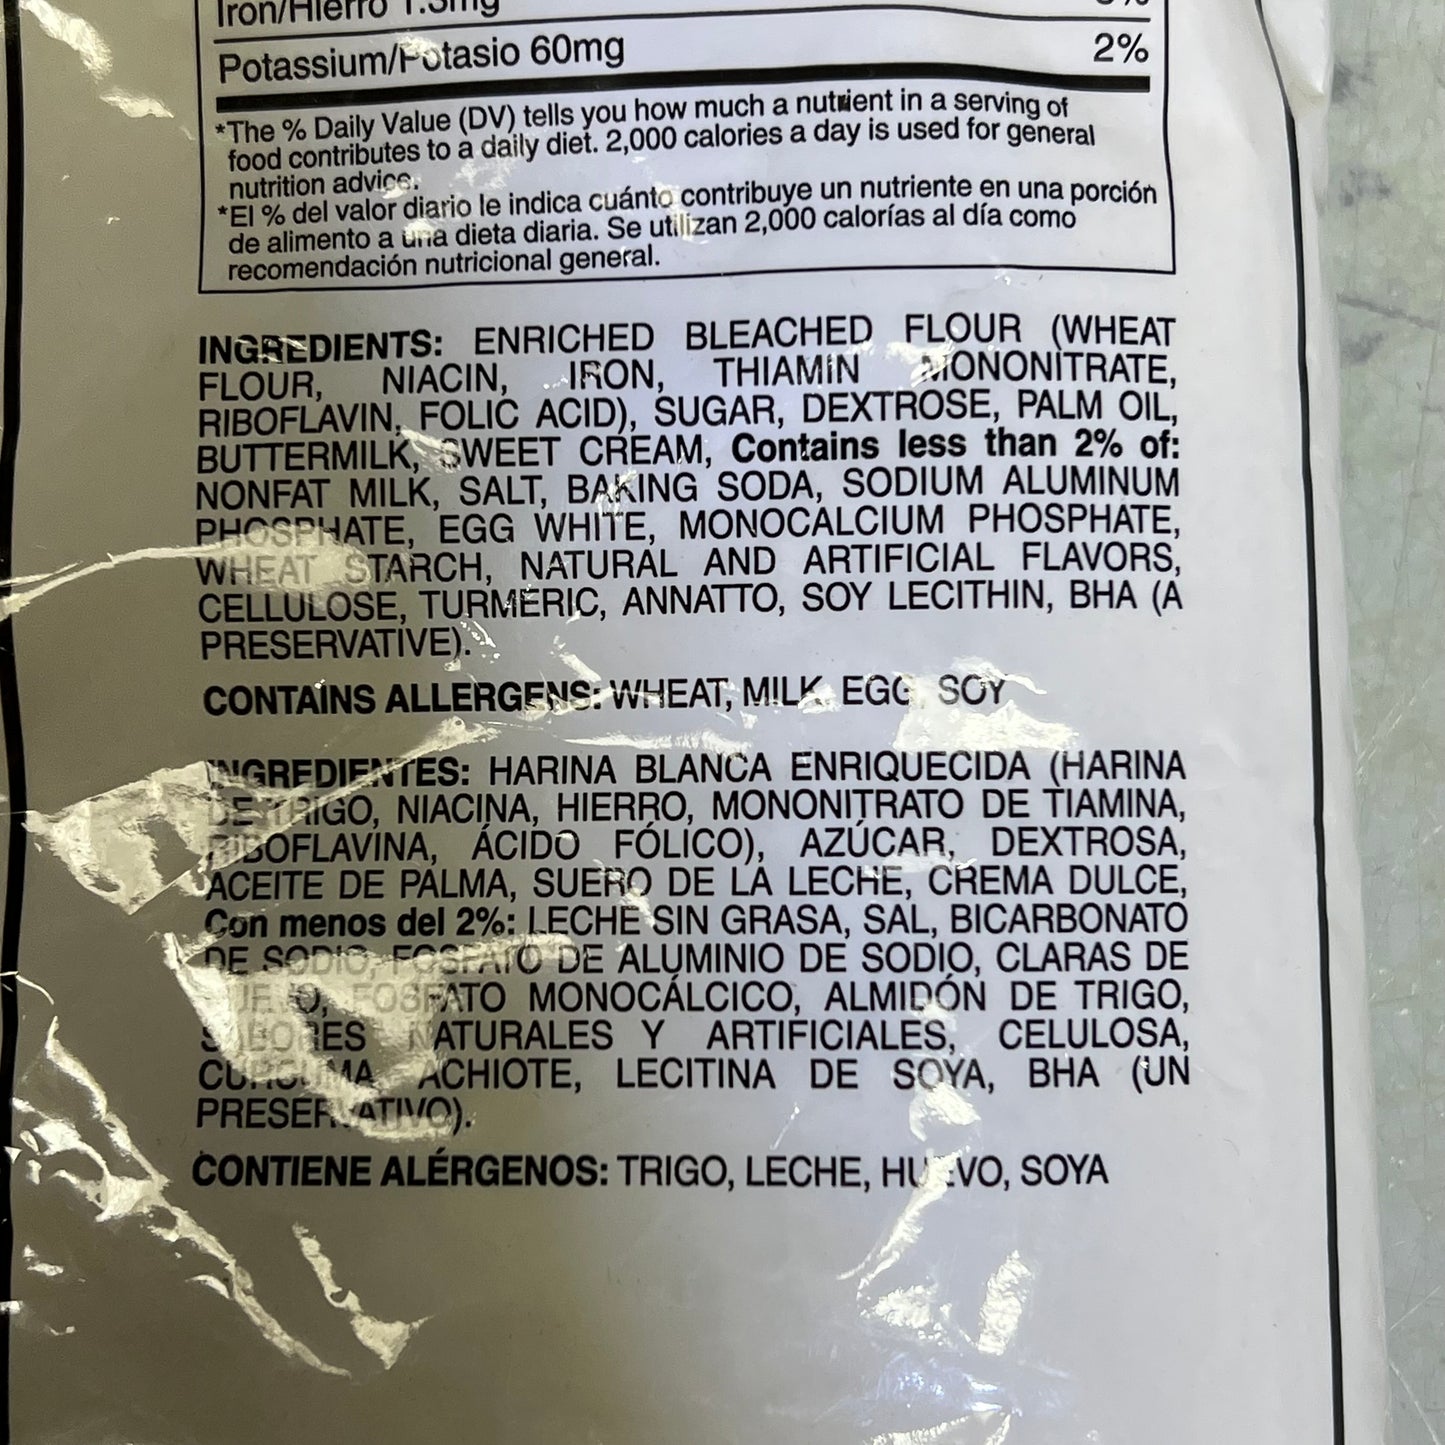 Iron/Hierro 1.3mg
Potassium/Potasio 60mg 2%
*The % Daily Value (DV) tells you how much a nutrient in a serving of
food contributes to a daily diet. 2,000 calories a day is used for general
nutrition advice.
*El % del valor diario le indica cuánto contribuye un nutriente en una porción
de alimento a una dieta diaria. Se utilizan 2,000 calorías al día como
recomendación nutricional general.
INGREDIENTS: ENRICHED BLEACHED FLOUR (WHEAT
FLOUR, NIACIN, IRON, THIAMIN MONONITRATE,
RIBOFLAVIN, FOLIC ACID), SUGAR, DEXTROSE, PALM OIL,
BUTTERMILK, SWEET CREAM, Contains less than 2% of:
NONFAT MILK, SALT, BAKING SODA, SODIUM ALUMINUM
PHOSPHATE, EGG WHITE, MONOCALCIUM PHOSPHATE,
WHEAT STARCH, NATURAL AND ARTIFICIAL FLAVORS,
CELLULOSE, TURMERIC, ANNATTO, SOY LECITHIN, BHA (A
PRESERVATIVE).
CONTAINS ALLERGENS: WHEAT, MILK, EGG, SOY
INGREDIENTES: HARINA BLANCA ENRIQUECIDA (HARINA
DE TRIGO, NIACINA, HIERRO, MONONITRATO DE TIAMINA,
RIBOFLAVINA, ÁCIDO FÓLICO), AZÚCAR, DEXTROSA,
ACEITE DE PALMA, SUERO DE LA LECHE, CREMA DULCE,
Con menos del 2%: LECHE SIN GRASA, SAL, BICARBONATO
DE SODIO, FOSFATO DE ALUMINIO DE SODIO, CLARAS DE
HUEVO, FOSFATO MONOCÁLCICO, ALMIDÓN DE TRIGO,
SABORES NATURALES Y ARTIFICIALES, CELULOSA,
CÚRCUMA, ACHIOTE, LECITINA DE SOYA, BHA (UN
PRESERVATIVO).
CONTIENE ALÉRGENOS: TRIGO, LECHE, HUEVO, SOYA